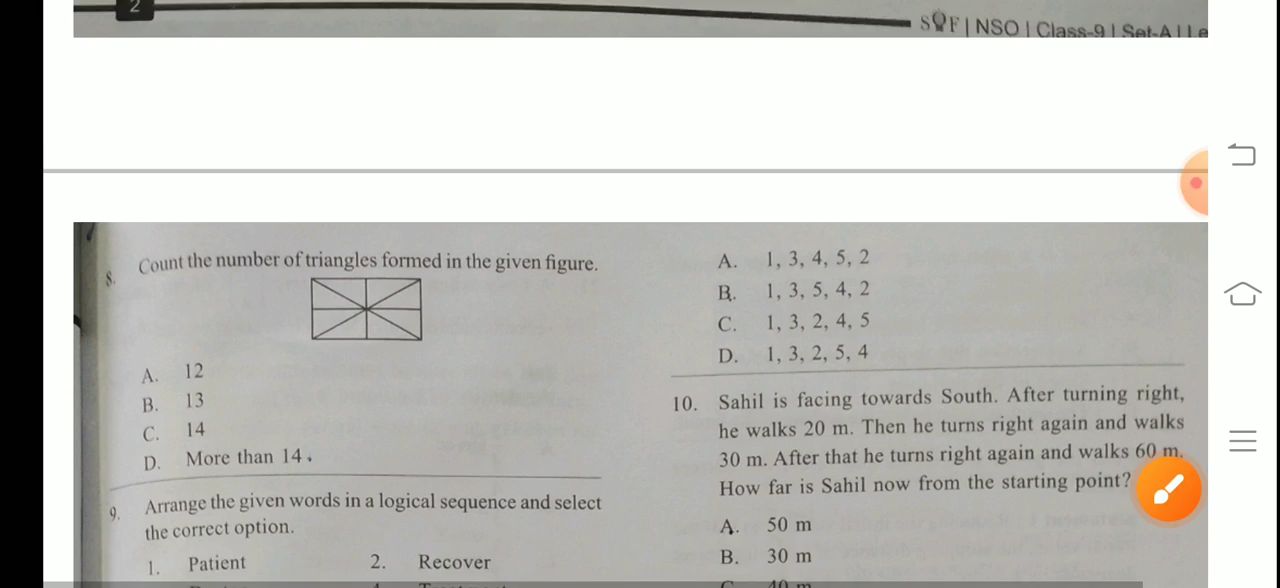 2
SOF | NSO | Class-9 | Set-A | Le
8. Count the number of triangles formed in the given figure.
A. 12
B. 13
C. 14
D. More than 14
9. Arrange the given words in a logical sequence and select
the correct option.
1. Patient 2. Recover
A. 1, 3, 4, 5, 2
B. 1, 3, 5, 4, 2
C. 1, 3, 2, 4, 5
D. 1, 3, 2, 5, 4
10. Sahil is facing towards South. After turning right,
he walks 20 m. Then he turns right again and walks
30 m. After that he turns right again and walks 60 m.
How far is Sahil now from the starting point?
A. 50 m
B. 30 m